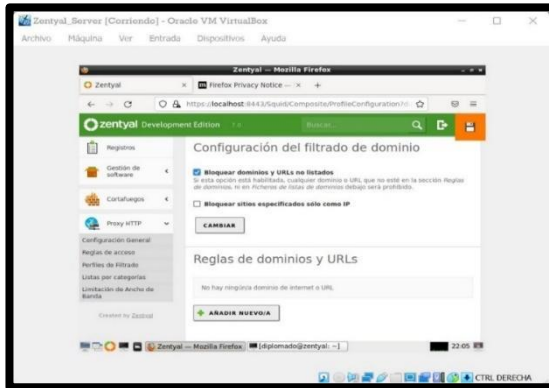 Zentyal_Server [Corriendo] - Oracle VM VirtualBox
Archivo Máquina Ver Entrada Dispositivos Ayuda
Zentyal — Mozilla Firefox
Zentyal × Firefox Privacy Notice — × +
https://localhost:8443/Squid/Composite/ProfileConfiguration?
zentyal Development Edition 7.0 Buscar...
Registros
Gestión de software
Cortafuegos
Proxy HTTP
Configuración General
Reglas de acceso
Perfiles de Filtrado
Listas por categorías
Limitación de Ancho de Banda
Created by Zentyal
Configuración del filtrado de dominio
Bloquear dominios y URLs no listados
Si esta opción está habilitada, cualquier dominio o URL que no esté en la sección Reglas
de dominios, ni en Ficheros de listas de dominios debajo será prohibido.
Bloquear sitios especificados sólo como IP
CAMBIAR
Reglas de dominios y URLs
No hay ningún/a dominio de internet o URL
+ AÑADIR NUEVO/A
Zentyal — Mozilla Firefox [diplomado@zentyal: ~] 22:05
CTRL DERECHA